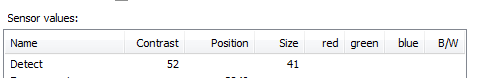 Sensor values:
Name Contrast Position Size red green blue B/W
Detect 52 41